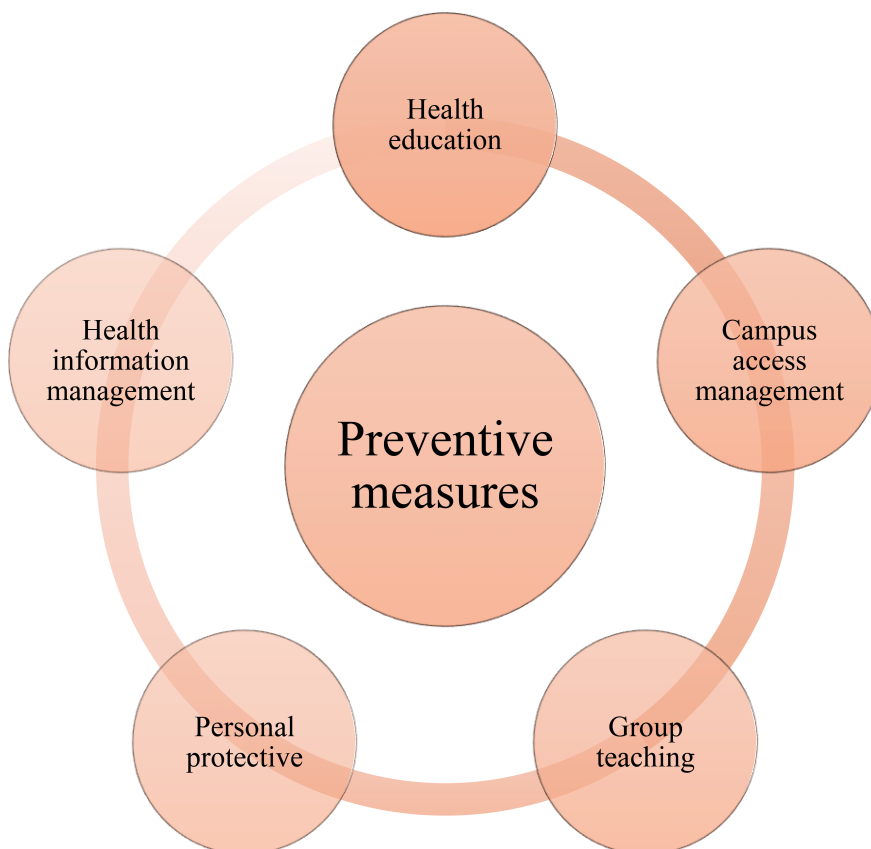 Health
education
Campus
access
management
Group
teaching
Personal
protective
Health
information
management
Preventive
measures